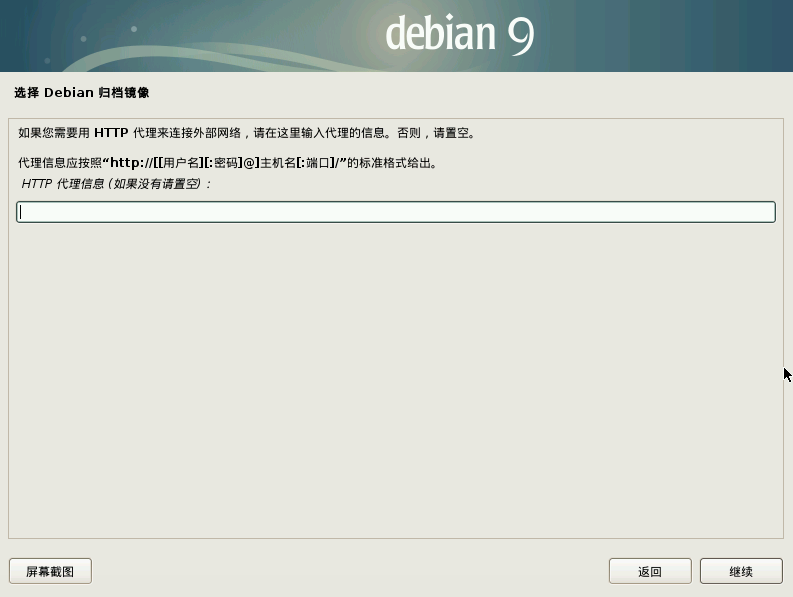 debian 9
选择 Debian 归档镜像
如果您需要用 HTTP 代理来连接外部网络，请在这里输入代理的信息。否则，请置空。
代理信息应按照“http://[[用户名][:密码]@]主机名[:端口]/”的标准格式给出。
HTTP 代理信息 (如果没有请置空)：
屏幕截图
返回
继续